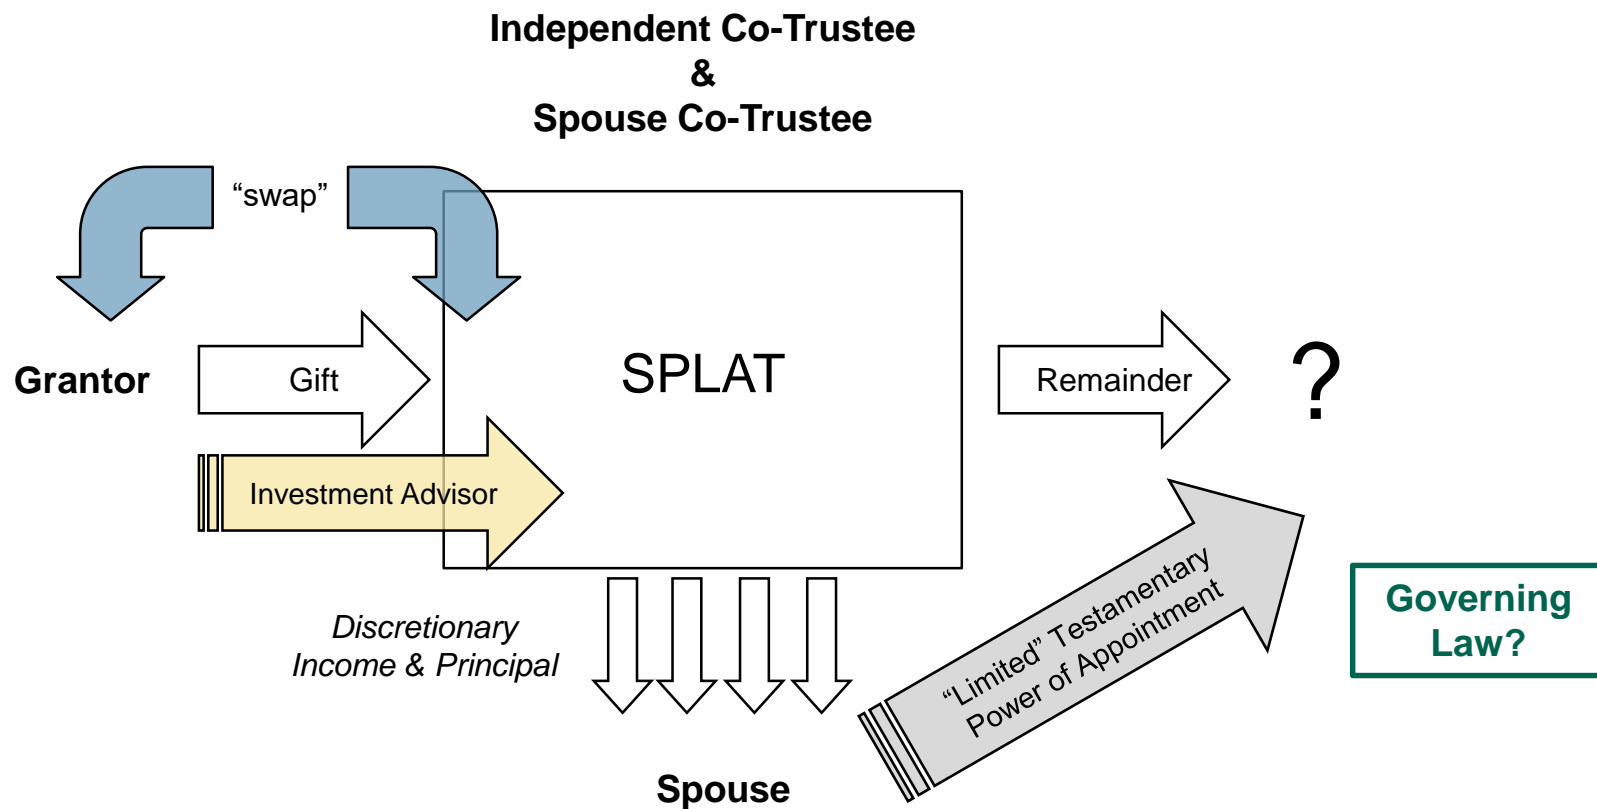 Independent Co-Trustee
&
Spouse Co-Trustee
“swap”
Grantor
Gift
SPLAT
Remainder
?
Investment Advisor
Discretionary
Income & Principal
“Limited” Testamentary
Power of Appointment
Governing
Law?
Spouse